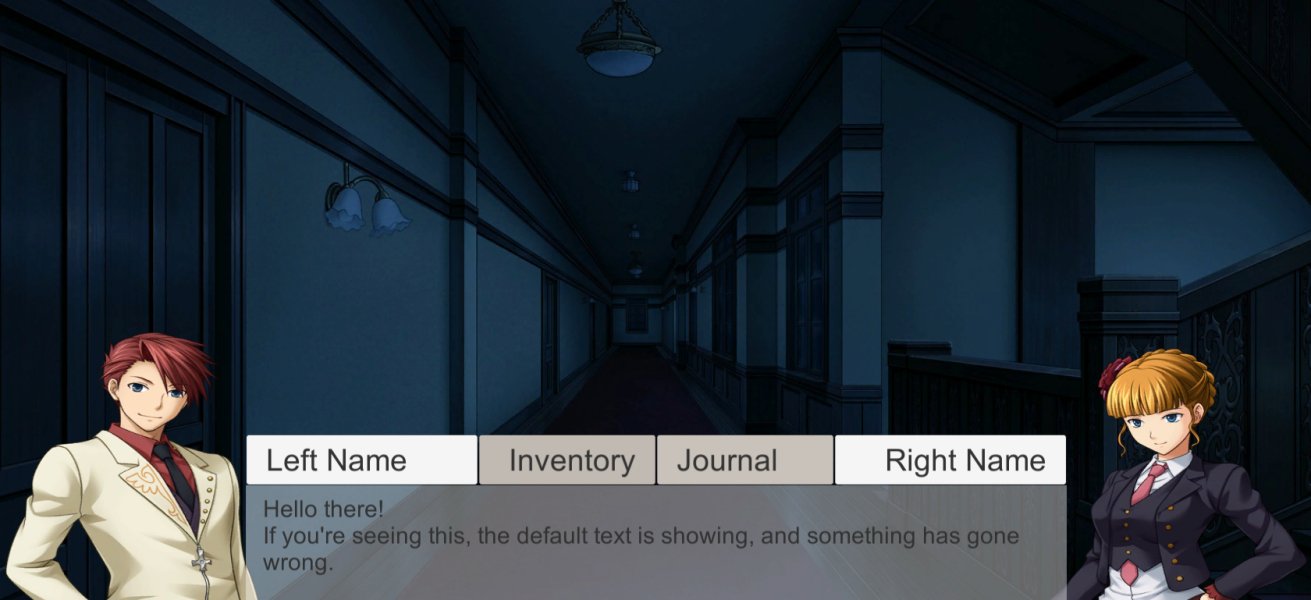 Left Name
Inventory
Journal
Right Name
Hello there!
If you're seeing this, the default text is showing, and something has gone
wrong.